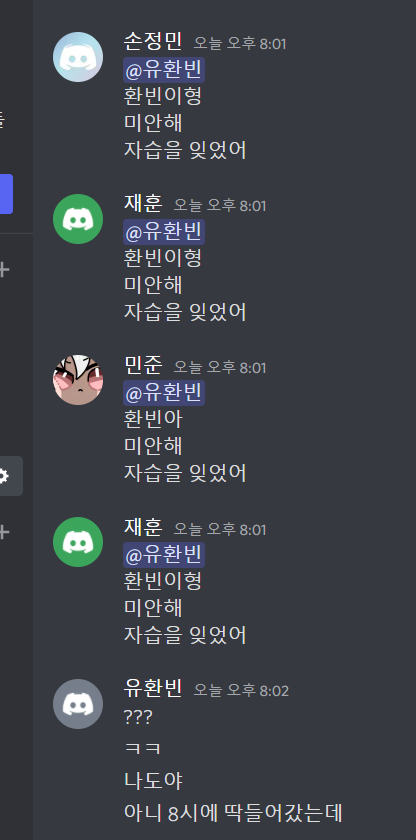 손정민 오늘 오후 8:01
@유환빈
환빈이형
미안해
자습을 잊었어
재훈 오늘 오후 8:01
@유환빈
환빈이형
미안해
자습을 잊었어
민준 오늘 오후 8:01
@유환빈
환빈아
미안해
자습을 잊었어
재훈 오늘 오후 8:01
@유환빈
환빈이형
미안해
자습을 잊었어
유환빈 오늘 오후 8:02
???
ㅋㅋ
나도야
아니 8시에 딱들어갔는데